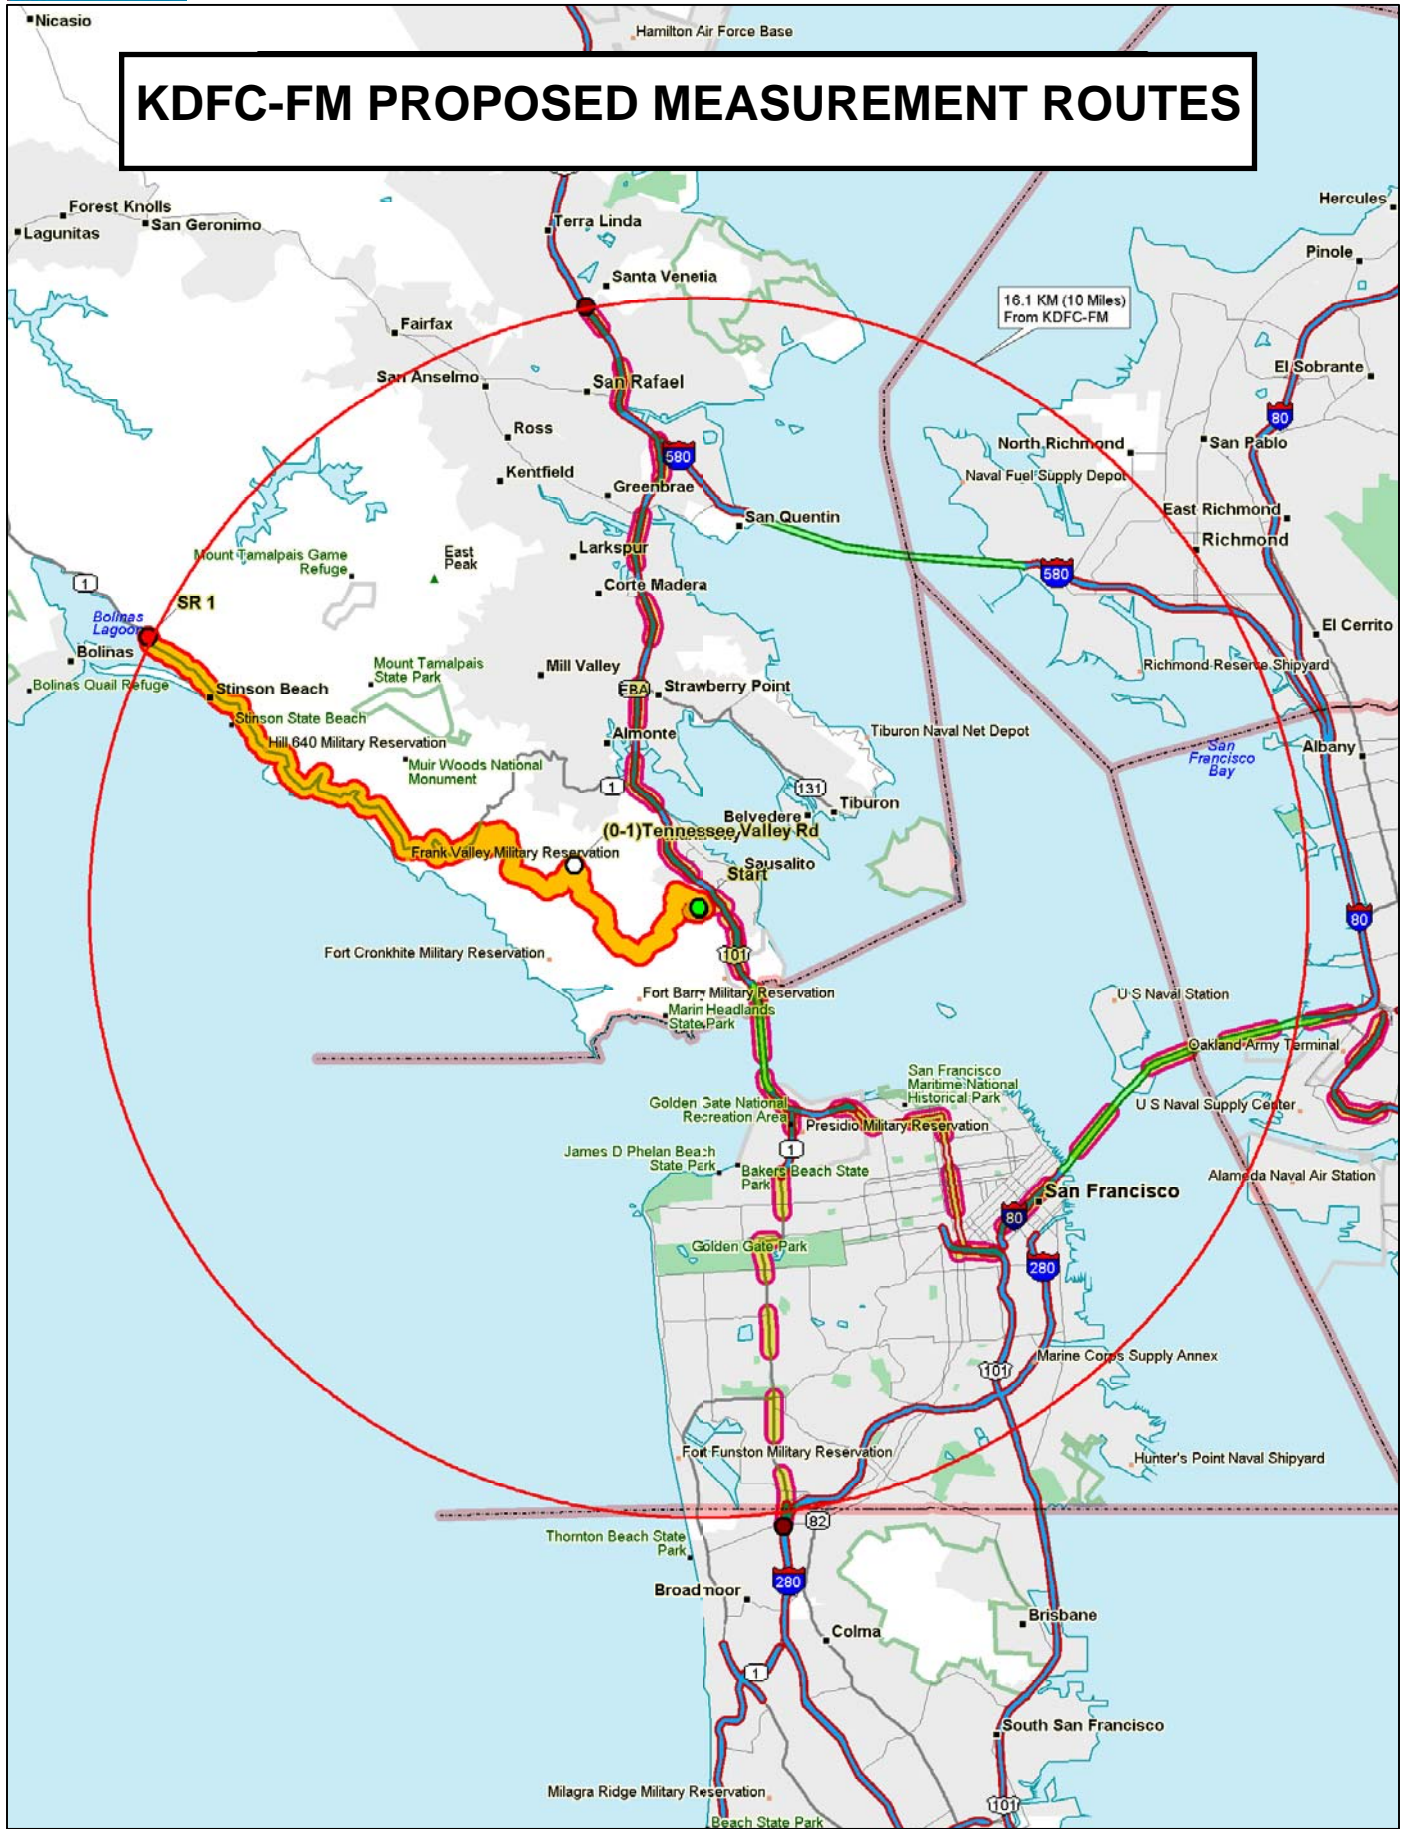 Nicasio
Hamilton Air Force Base
KDFC-FM PROPOSED MEASUREMENT ROUTES
Forest Knolls
Lagunitas
San Geronimo
Terra Linda
Hercules
Pinole
Santa Venetia
16.1 KM (10 Miles)
From KDFC-FM
Fairfax
San Anselmo
San Rafael
El Sobrante
80
Ross
580
North Richmond
San Pablo
Kentfield
Greenbrae
Naval Fuel Supply Depot
San Quentin
East Richmond
Richmond
Mount Tamalpais Game
Refuge
East
Peak
Larkspur
Corte Madera
580
1
SR 1
Bolinas
Lagoon
Bolinas
El Cerrito
Mount Tamalpais
State Park
Mill Valley
Richmond Reserve Shipyard
Bolinas Quail Refuge
Stinson Beach
FBA
Strawberry Point
Stinson State Beach
Hill 640 Military Reservation
Almonte
Tiburon Naval Net Depot
San
Francisco
Bay
Albany
Muir Woods National
Monument
1
131
Belvedere
Tiburon
(0-1)Tennessee Valley Rd
Frank Valley Military Reservation
Sausalito
Start
80
Fort Cronkhite Military Reservation
101
Fort Barry Military Reservation
U S Naval Station
Marin Headlands
State Park
Oakland Army Terminal
San Francisco
Maritime National
Historical Park
Golden Gate National
Recreation Area
U S Naval Supply Center
Presidio Military Reservation
1
James D Phelan Beach
State Park
Bakers Beach State
Park
Alameda Naval Air Station
San Francisco
80
Golden Gate Park
280
Marine Corps Supply Annex
101
Fort Funston Military Reservation
Hunter's Point Naval Shipyard
82
Thornton Beach State
Park
280
Broadmoor
Brisbane
Colma
1
South San Francisco
Milagra Ridge Military Reservation
101
Beach State Park